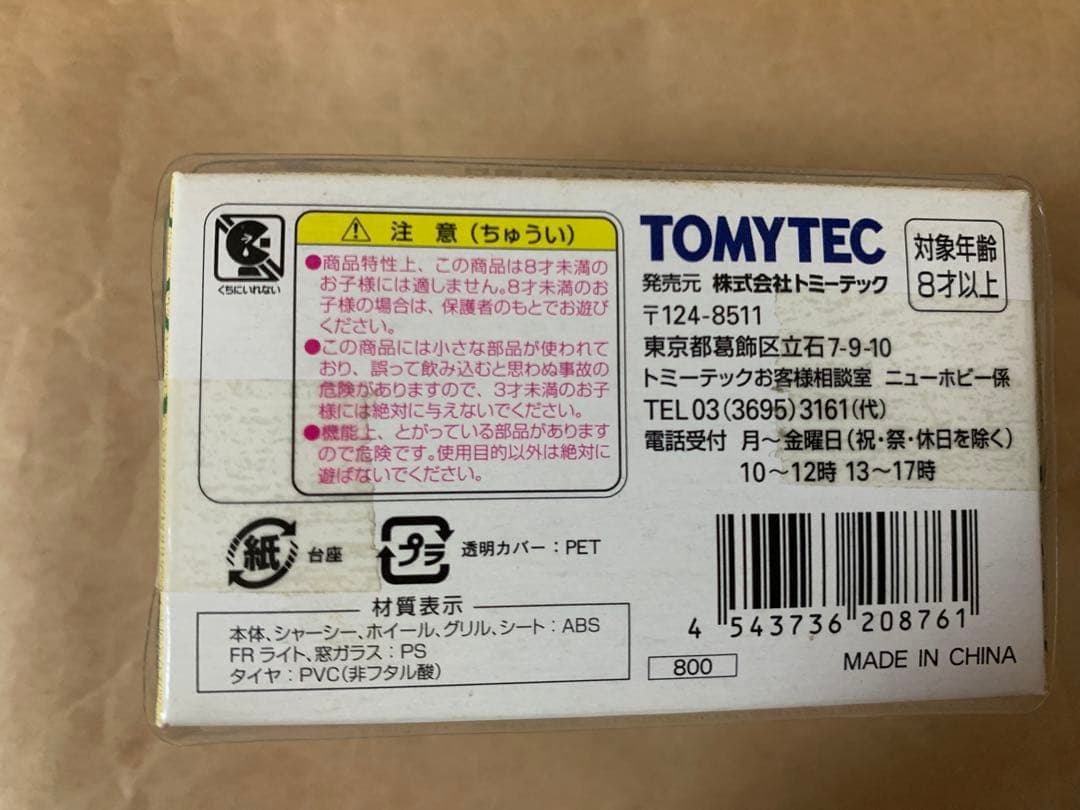 くちにいれない
注 意 (ちゅうい)
●商品特性上、この商品は8才未満の
お子様には適しません。8才未満のお
子様の場合は、保護者のもとでお遊び
ください。
●この商品には小さな部品が使われて
おり、誤って飲み込むと思わぬ事故の
危険がありますので、3才未満のお子
様には絶対に与えないでください。
●機能上、とがっている部品があります
ので危険です。使用目的以外は絶対に
遊ばないでください。
TOMYTEC
発売元 株式会社トミーテック
対象年齢
8才以上
〒124-8511
東京都葛飾区立石7-9-10
トミーテックお客様相談室 ニューホビー係
TEL 03(3695)3161(代)
電話受付 月～金曜日(祝・祭・休日を除く)
10～12時 13～17時
紙 台座
プラ 透明カバー:PET
材質表示
本体、シャーシー、ホイール、グリル、シート:ABS
FRライト、窓ガラス:PS
タイヤ:PVC(非フタル酸)
4 543736 208761
800
MADE IN CHINA